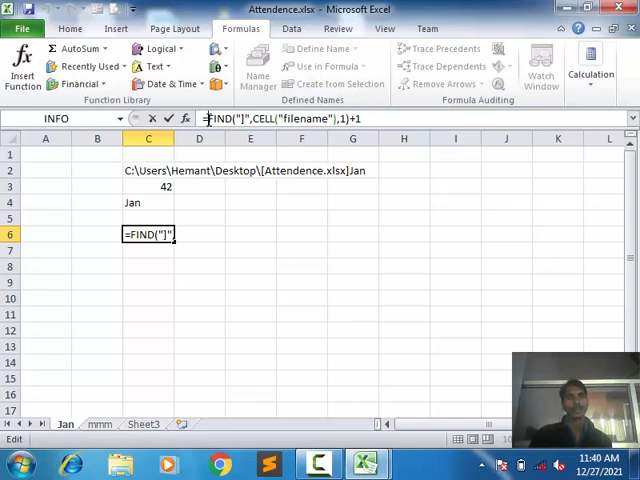 Attendence.xlsx - Microsoft Excel
File Home Insert Page Layout Formulas Data Review View Team
fx Insert Function
Σ AutoSum
Recently Used
Financial
Logical
Text
Date & Time
Function Library
Name Manager
Define Name
Use in Formula
Create from Selection
Defined Names
Trace Precedents
Trace Dependents
Remove Arrows
Formula Auditing
Watch Window
Calculation
INFO fx =FIND("]",CELL("filename"),1)+1
A B C D E F G H I J K L
1
2 C:\Users\Hemant\Desktop\[Attendence.xlsx]Jan
3 42
4 Jan
5
6 =FIND("]",
7
8
9
10
11
12
13
14
15
16
17
Jan mmm Sheet3
Edit
11:40 AM
12/27/2021